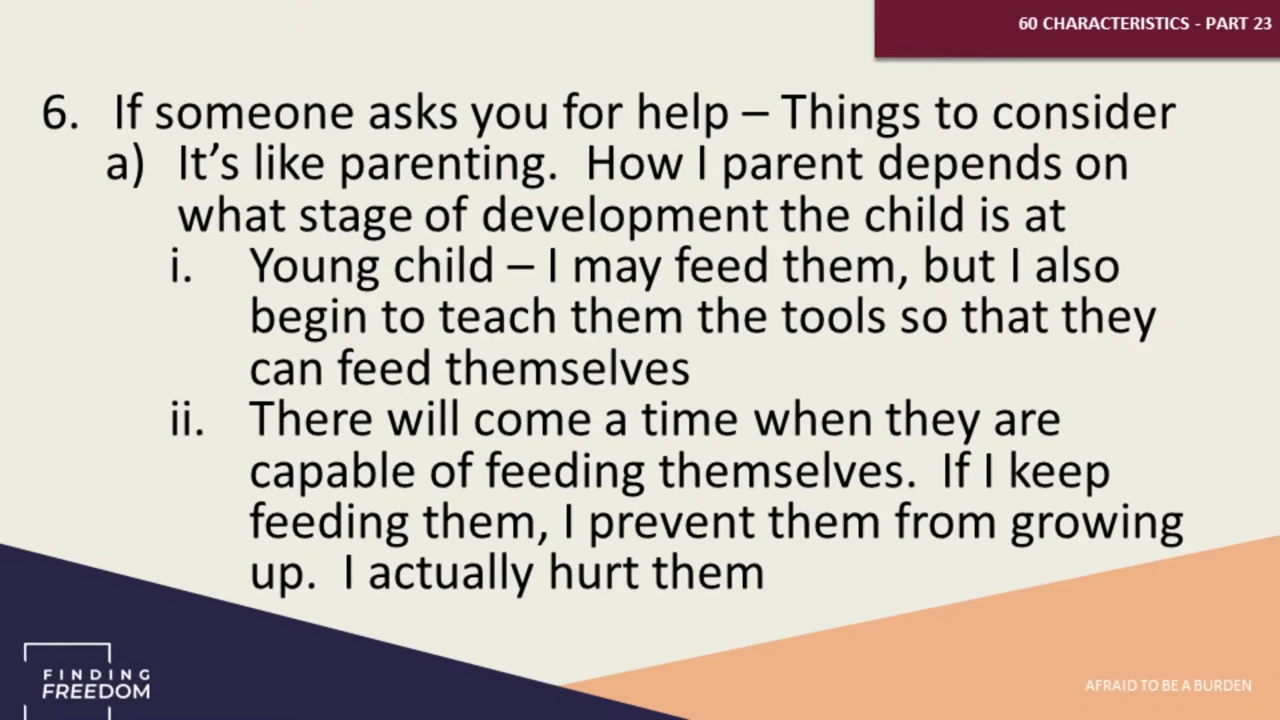 60 CHARACTERISTICS - PART 23
6. If someone asks you for help – Things to consider
a) It’s like parenting. How I parent depends on
what stage of development the child is at
i. Young child – I may feed them, but I also
begin to teach them the tools so that they
can feed themselves
ii. There will come a time when they are
capable of feeding themselves. If I keep
feeding them, I prevent them from growing
up. I actually hurt them
FINDING
FREEDOM
AFRAID TO BE A BURDEN